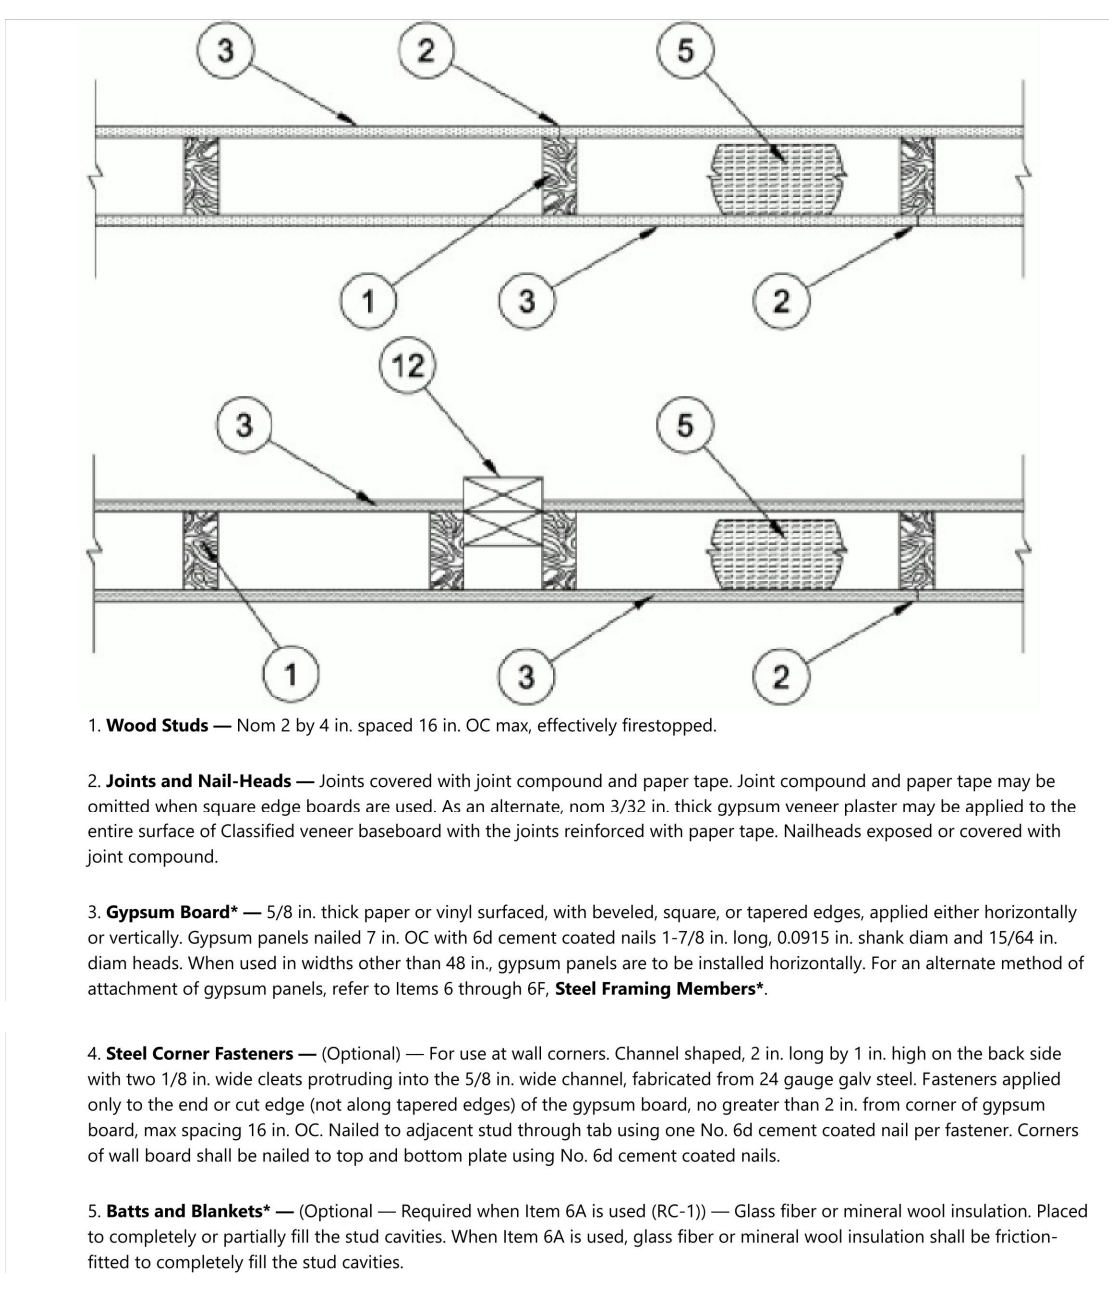 3
2
5
1
3
2
12
3
5
1
3
2
1. Wood Studs — Nom 2 by 4 in. spaced 16 in. OC max, effectively firestopped.
2. Joints and Nail-Heads — Joints covered with joint compound and paper tape. Joint compound and paper tape may be
omitted when square edge boards are used. As an alternate, nom 3/32 in. thick gypsum veneer plaster may be applied to the
entire surface of Classified veneer baseboard with the joints reinforced with paper tape. Nailheads exposed or covered with
joint compound.
3. Gypsum Board* — 5/8 in. thick paper or vinyl surfaced, with beveled, square, or tapered edges, applied either horizontally
or vertically. Gypsum panels nailed 7 in. OC with 6d cement coated nails 1-7/8 in. long, 0.0915 in. shank diam and 15/64 in.
diam heads. When used in widths other than 48 in., gypsum panels are to be installed horizontally. For an alternate method of
attachment of gypsum panels, refer to Items 6 through 6F, Steel Framing Members*.
4. Steel Corner Fasteners — (Optional) — For use at wall corners. Channel shaped, 2 in. long by 1 in. high on the back side
with two 1/8 in. wide cleats protruding into the 5/8 in. wide channel, fabricated from 24 gauge galv steel. Fasteners applied
only to the end or cut edge (not along tapered edges) of the gypsum board, no greater than 2 in. from corner of gypsum
board, max spacing 16 in. OC. Nailed to adjacent stud through tab using one No. 6d cement coated nail per fastener. Corners
of wall board shall be nailed to top and bottom plate using No. 6d cement coated nails.
5. Batts and Blankets* — (Optional — Required when Item 6A is used (RC-1)) — Glass fiber or mineral wool insulation. Placed
to completely or partially fill the stud cavities. When Item 6A is used, glass fiber or mineral wool insulation shall be friction-
fitted to completely fill the stud cavities.